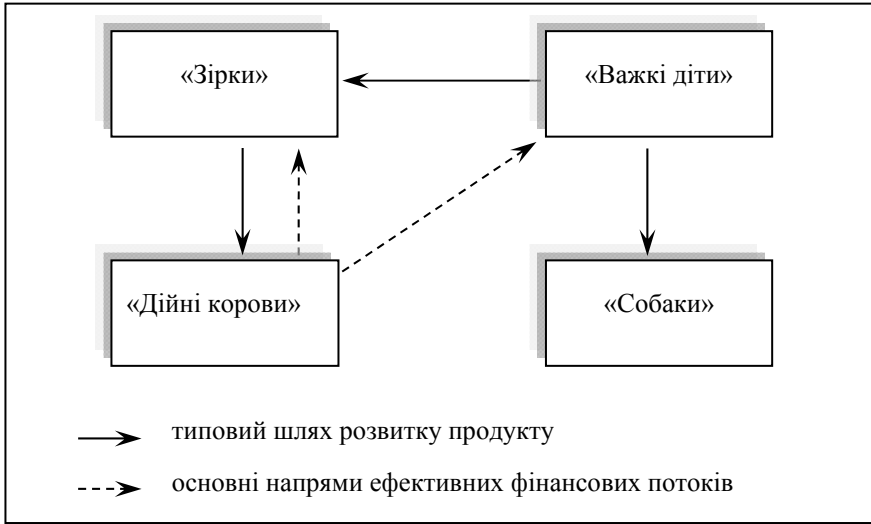 «Зірки»
«Важкі діти»
«Дійні корови»
«Собаки»
типовий шлях розвитку продукту
основні напрями ефективних фінансових потоків